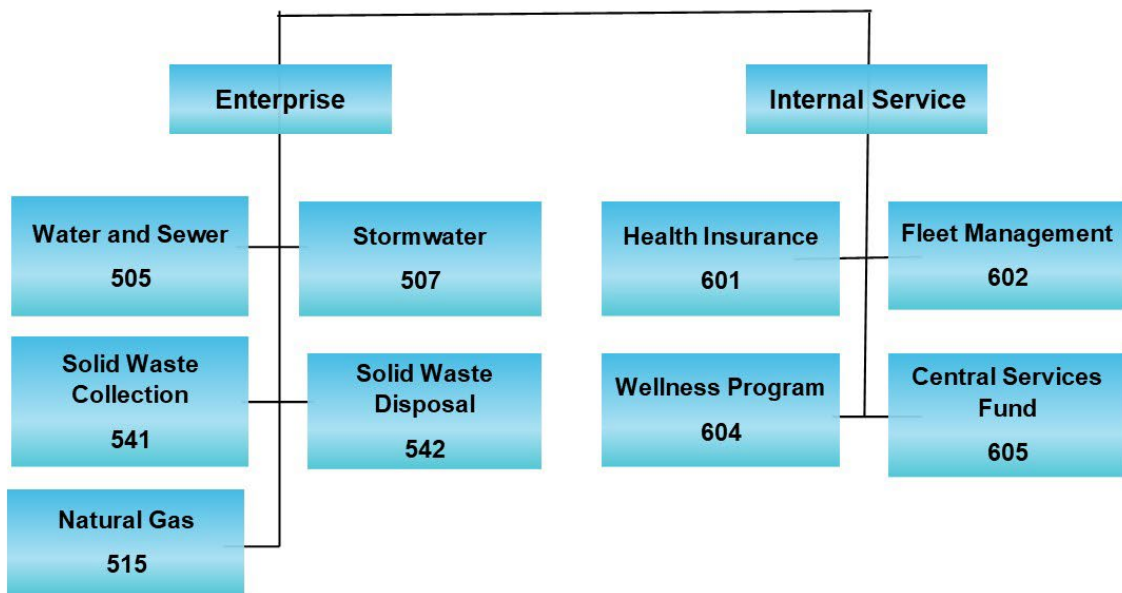 Enterprise
Internal Service
Water and Sewer
505
Stormwater
507
Health Insurance
601
Fleet Management
602
Solid Waste
Collection
541
Solid Waste
Disposal
542
Wellness Program
604
Central Services
Fund
605
Natural Gas
515